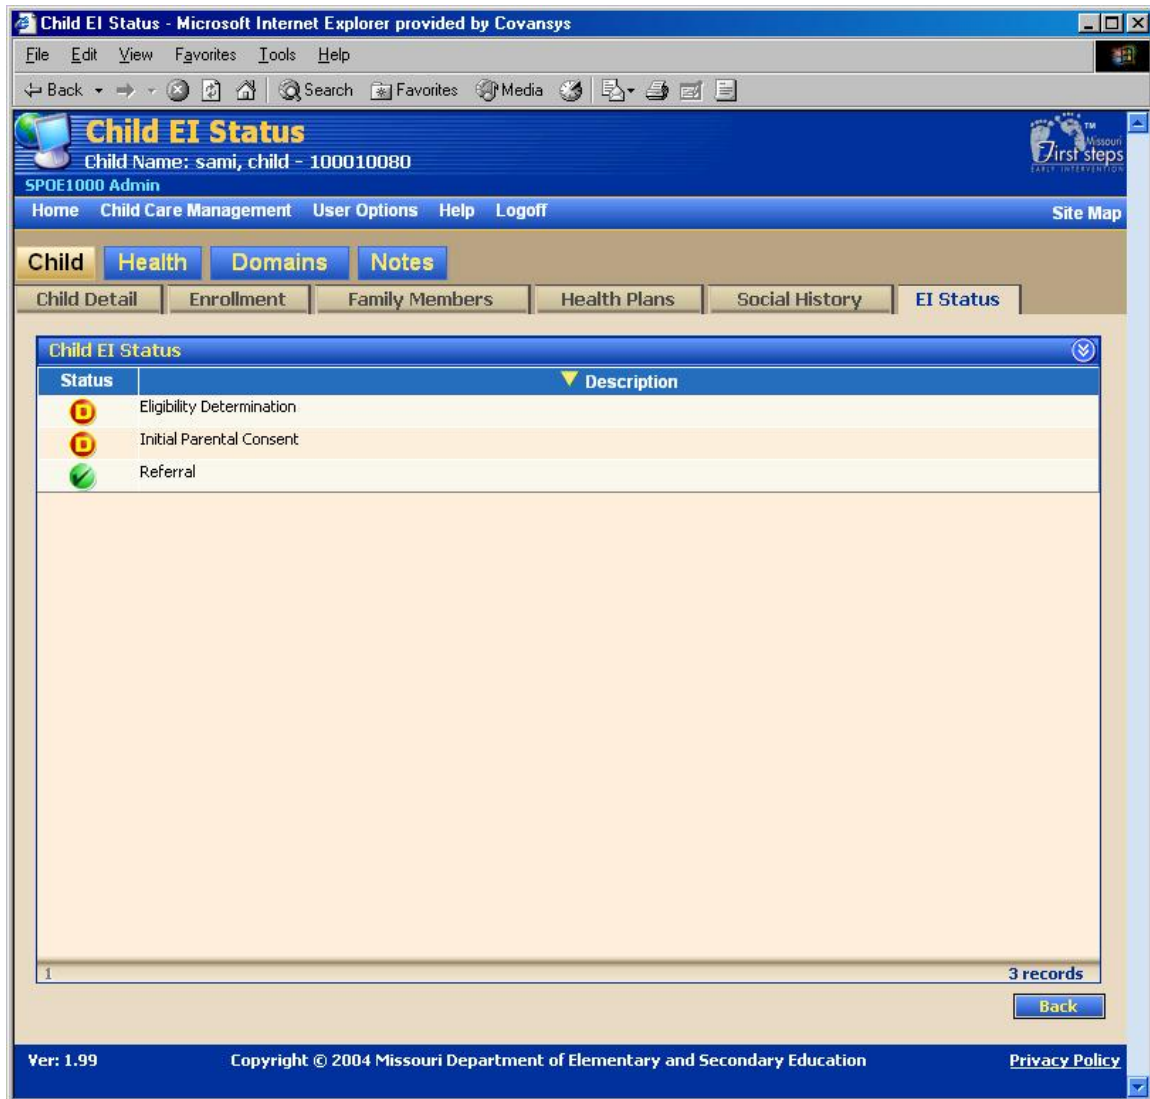 Child EI Status - Microsoft Internet Explorer provided by Covansys
File Edit View Favorites Tools Help
Back Search Favorites Media
Child EI Status
Child Name: sami, child - 100010080
TM
Missouri
First steps
EARLY INTERVENTION
SPOE1000 Admin
Home Child Care Management User Options Help Logoff Site Map
Child Health Domains Notes
Child Detail Enrollment Family Members Health Plans Social History EI Status
Child EI Status
Status Description
Eligibility Determination
Initial Parental Consent
Referral
1 3 records
Back
Ver: 1.99 Copyright © 2004 Missouri Department of Elementary and Secondary Education Privacy Policy